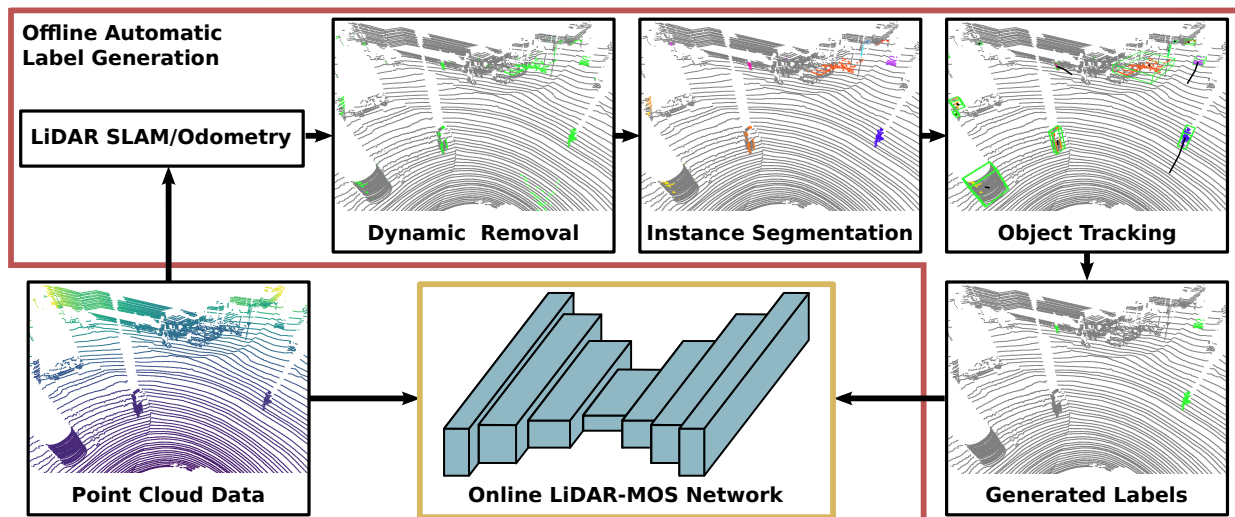 Offline Automatic
Label Generation
LiDAR SLAM/Odometry
Dynamic Removal
Instance Segmentation
Object Tracking
Point Cloud Data
Online LiDAR-MOS Network
Generated Labels